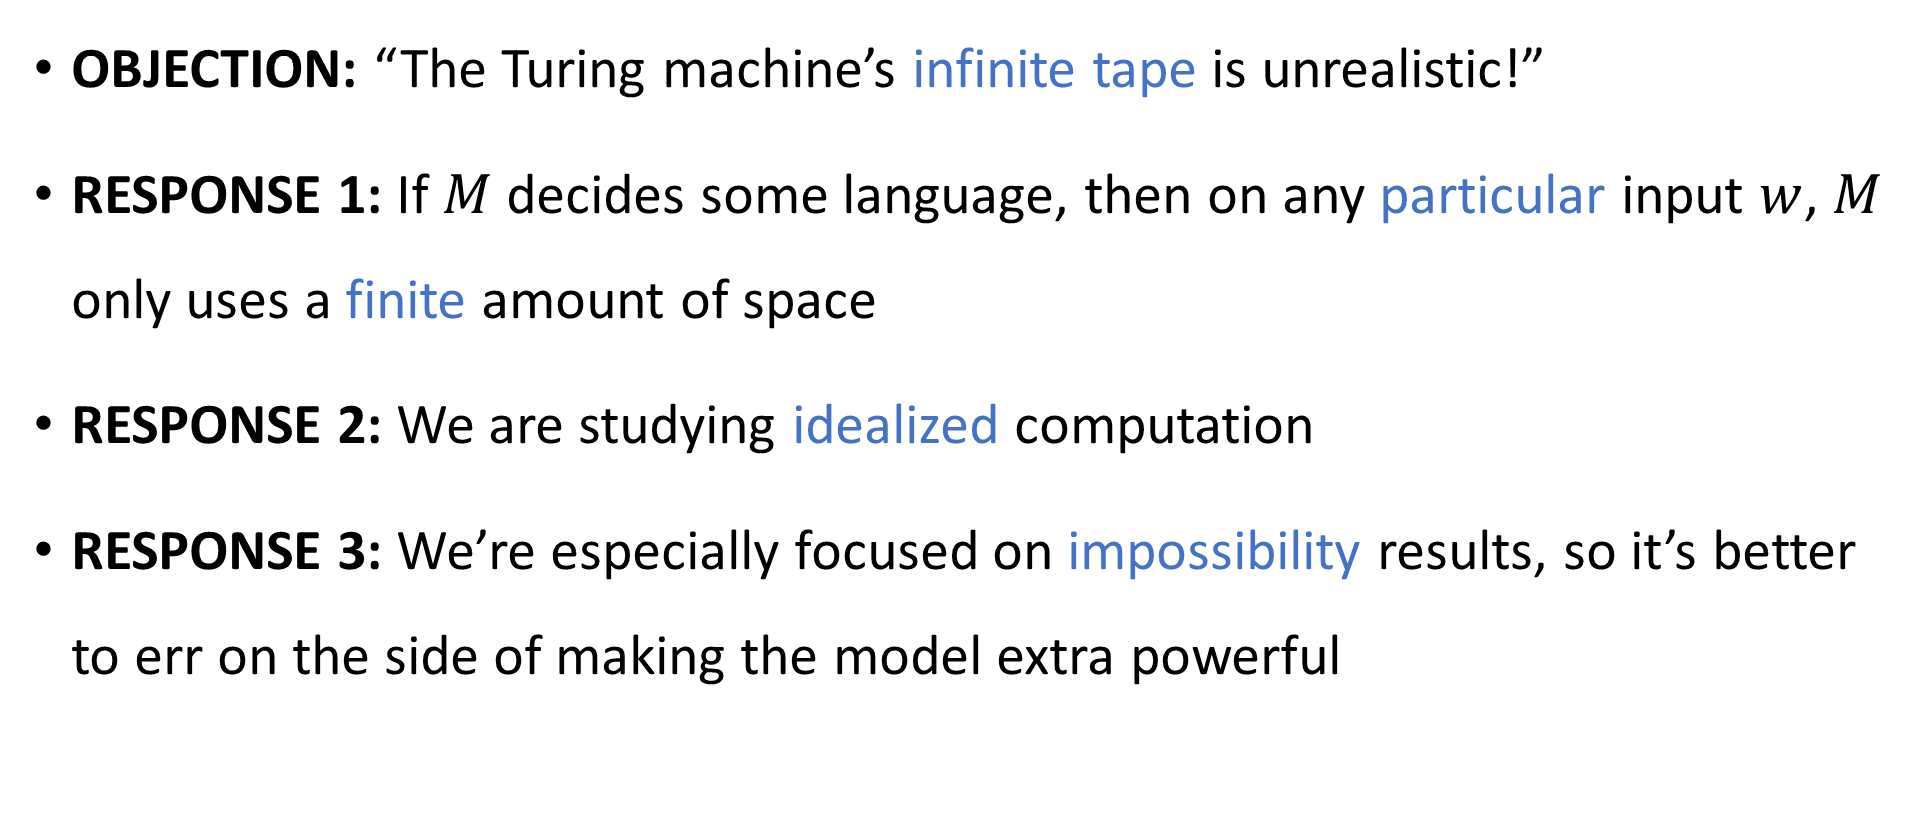 • OBJECTION: “The Turing machine’s infinite tape is unrealistic!”
• RESPONSE 1: If 𝑀 decides some language, then on any particular input 𝑤, 𝑀
only uses a finite amount of space
• RESPONSE 2: We are studying idealized computation
• RESPONSE 3: We’re especially focused on impossibility results, so it’s better
to err on the side of making the model extra powerful